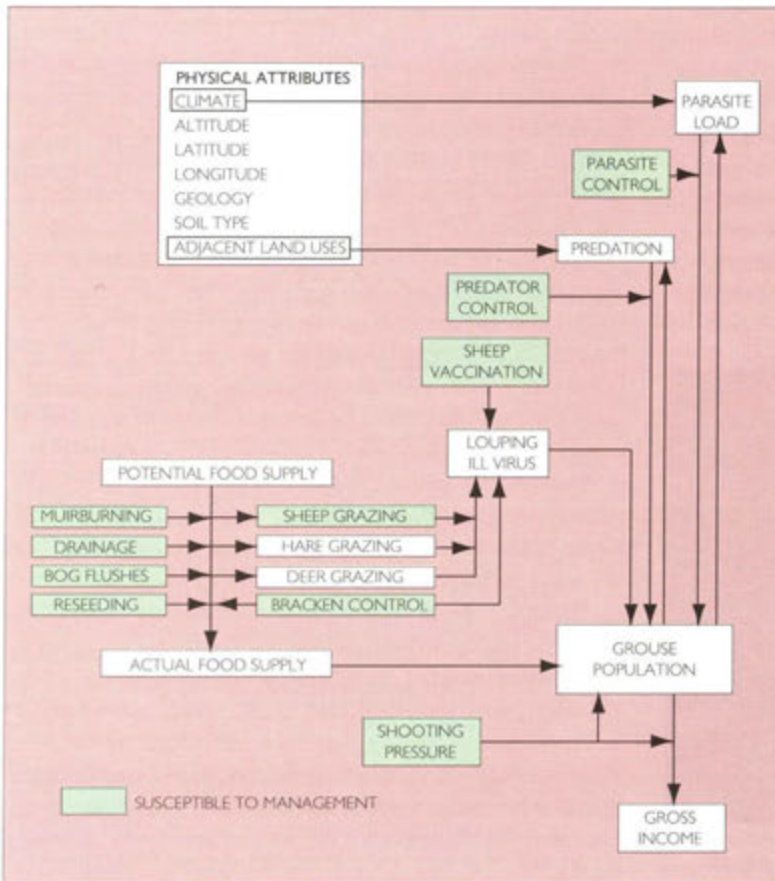 PHYSICAL ATTRIBUTES
CLIMATE
ALTITUDE
LATITUDE
LONGITUDE
GEOLOGY
SOIL TYPE
ADJACENT LAND USES
PARASITE
LOAD
PARASITE
CONTROL
PREDATION
PREDATOR
CONTROL
SHEEP
VACCINATION
LOUPING
ILL VIRUS
POTENTIAL FOOD SUPPLY
MUIRBURNING
SHEEP GRAZING
DRAINAGE
HARE GRAZING
BOG FLUSHES
DEER GRAZING
RESEEDING
BRACKEN CONTROL
ACTUAL FOOD SUPPLY
GROUSE
POPULATION
SHOOTING
PRESSURE
SUSCEPTIBLE TO MANAGEMENT
GROSS
INCOME